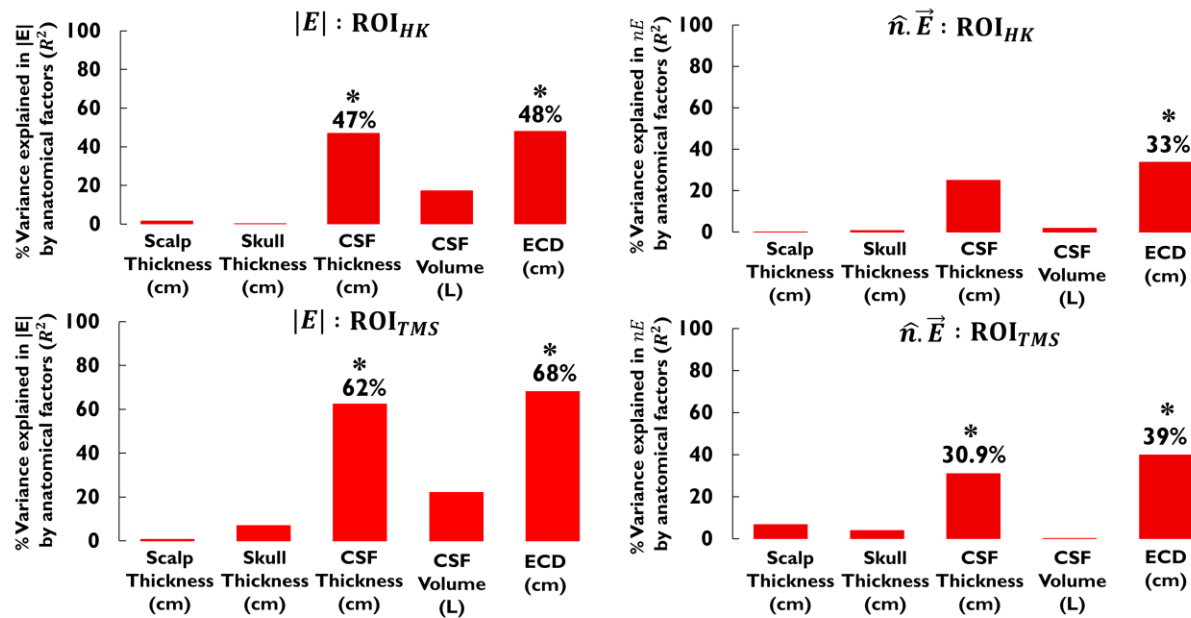 |E| : ROI_HK
% Variance explained in |E|
by anatomical factors (R²)
100
80
60
40
20
0
*
47%
*
48%
Scalp
Thickness
(cm)
Skull
Thickness
(cm)
CSF
Thickness
(cm)
CSF
Volume
(L)
ECD
(cm)
n̂.E⃗ : ROI_HK
% Variance explained in nE
by anatomical factors (R²)
100
80
60
40
20
0
*
33%
Scalp
Thickness
(cm)
Skull
Thickness
(cm)
CSF
Thickness
(cm)
CSF
Volume
(L)
ECD
(cm)
|E| : ROI_TMS
% Variance explained in |E|
by anatomical factors (R²)
100
80
60
40
20
0
*
62%
*
68%
Scalp
Thickness
(cm)
Skull
Thickness
(cm)
CSF
Thickness
(cm)
CSF
Volume
(L)
ECD
(cm)
n̂.E⃗ : ROI_TMS
% Variance explained in nE
by anatomical factors (R²)
100
80
60
40
20
0
*
30.9%
*
39%
Scalp
Thickness
(cm)
Skull
Thickness
(cm)
CSF
Thickness
(cm)
CSF
Volume
(L)
ECD
(cm)